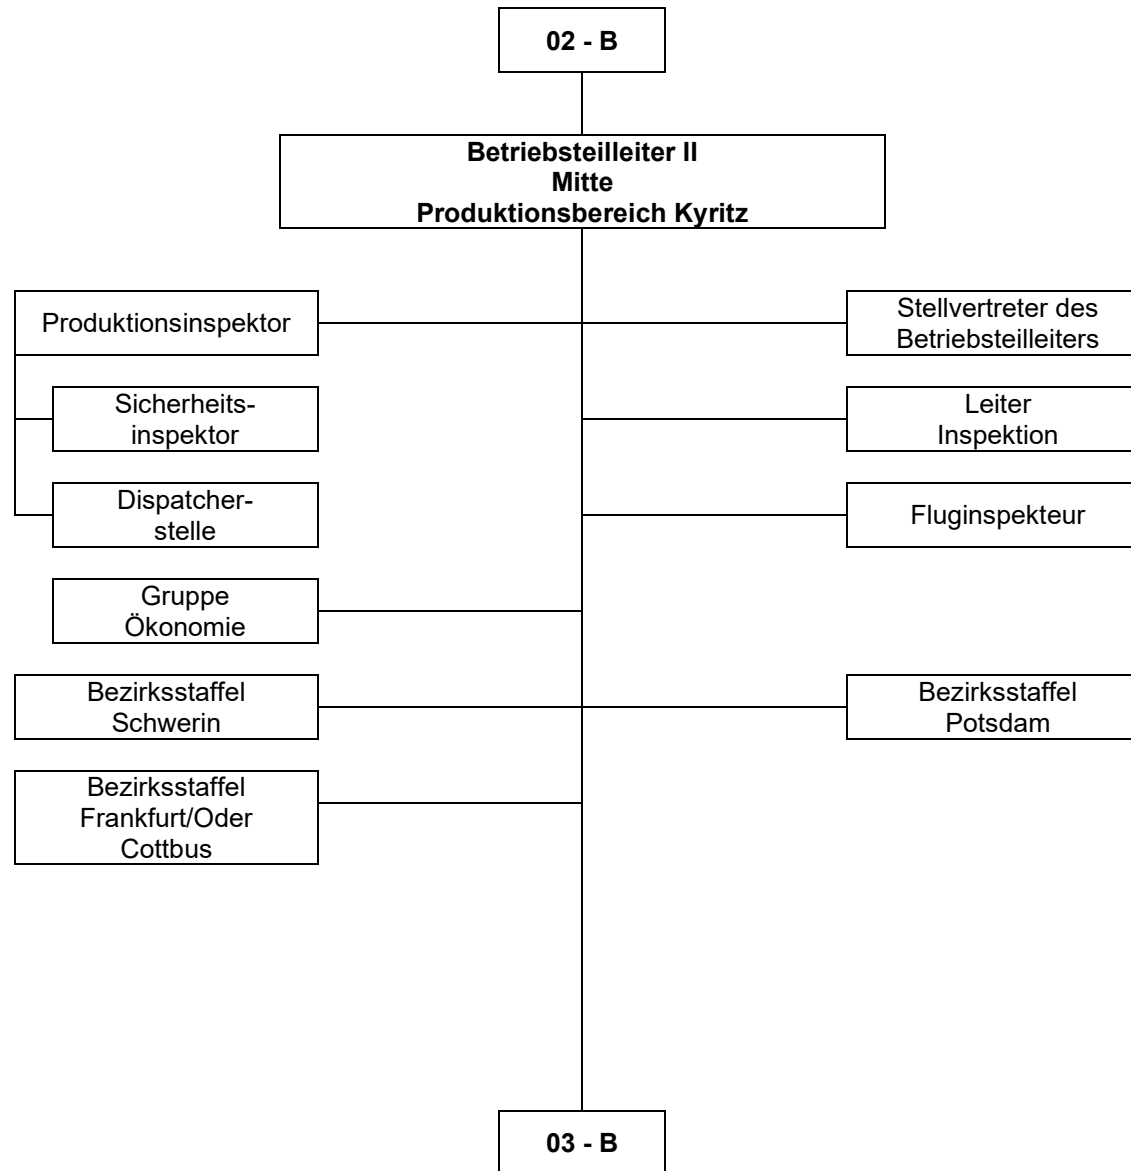 02 - B
Betriebsteilleiter II
Mitte
Produktionsbereich Kyritz
Produktionsinspektor
Stellvertreter des
Betriebsteilleiters
Sicherheits-
inspektor
Leiter
Inspektion
Dispatcher-
stelle
Fluginspekteur
Gruppe
Ökonomie
Bezirksstaffel
Schwerin
Bezirksstaffel
Potsdam
Bezirksstaffel
Frankfurt/Oder
Cottbus
03 - B